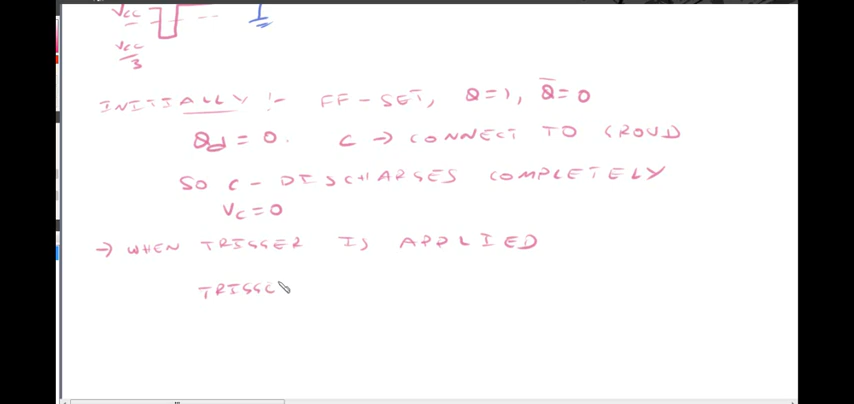 Vcc
Vcc/3
INITIALLY :- FF-SET, Q=1, Q̅=0
Qd = 0. C → CONNECT TO GROUD
SO C - DISCHARGES COMPLETELY
Vc=0
→ WHEN TRIGGER IS APPLIED
TRIGGE